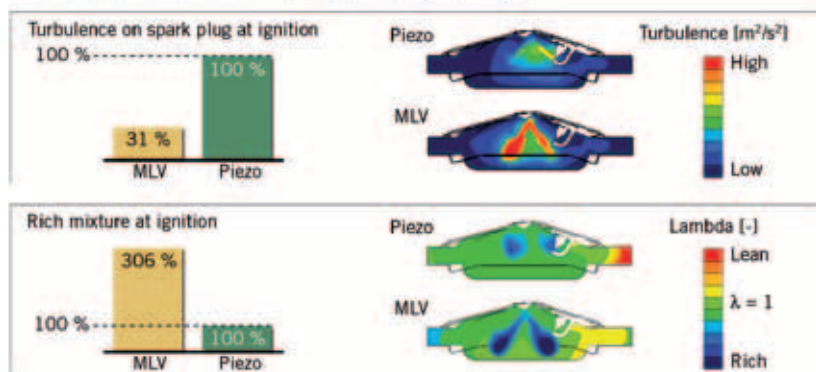 Turbulence on spark plug at ignition
100 %
100 %
31 %
MLV
Piezo
Piezo
MLV
Turbulence [m²/s²]
High
Low
Rich mixture at ignition
306 %
100 %
100 %
MLV
Piezo
Piezo
MLV
Lambda [-]
Lean
λ = 1
Rich